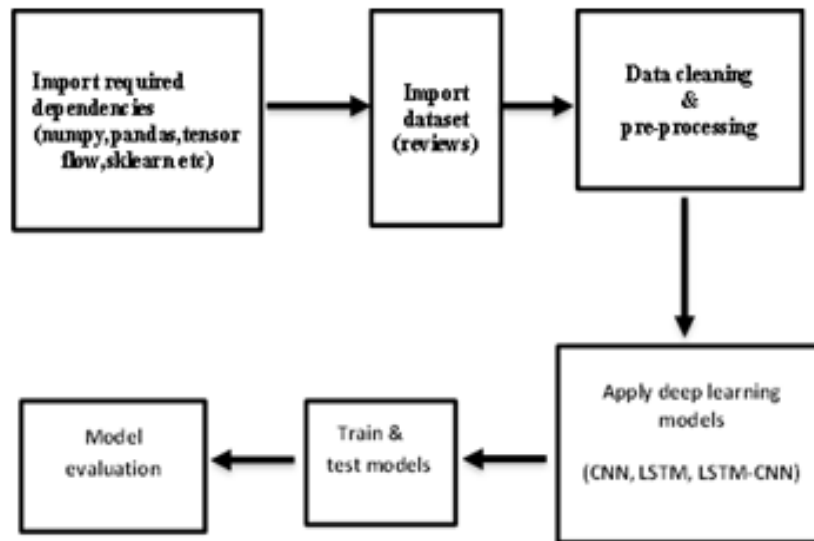 Import required
dependencies
(numpy,pandas,tensor
flow,sklearn etc)
Import
dataset
(reviews)
Data cleaning
&
pre-processing
Apply deep learning
models
(CNN, LSTM, LSTM-CNN)
Train &
test models
Model
evaluation